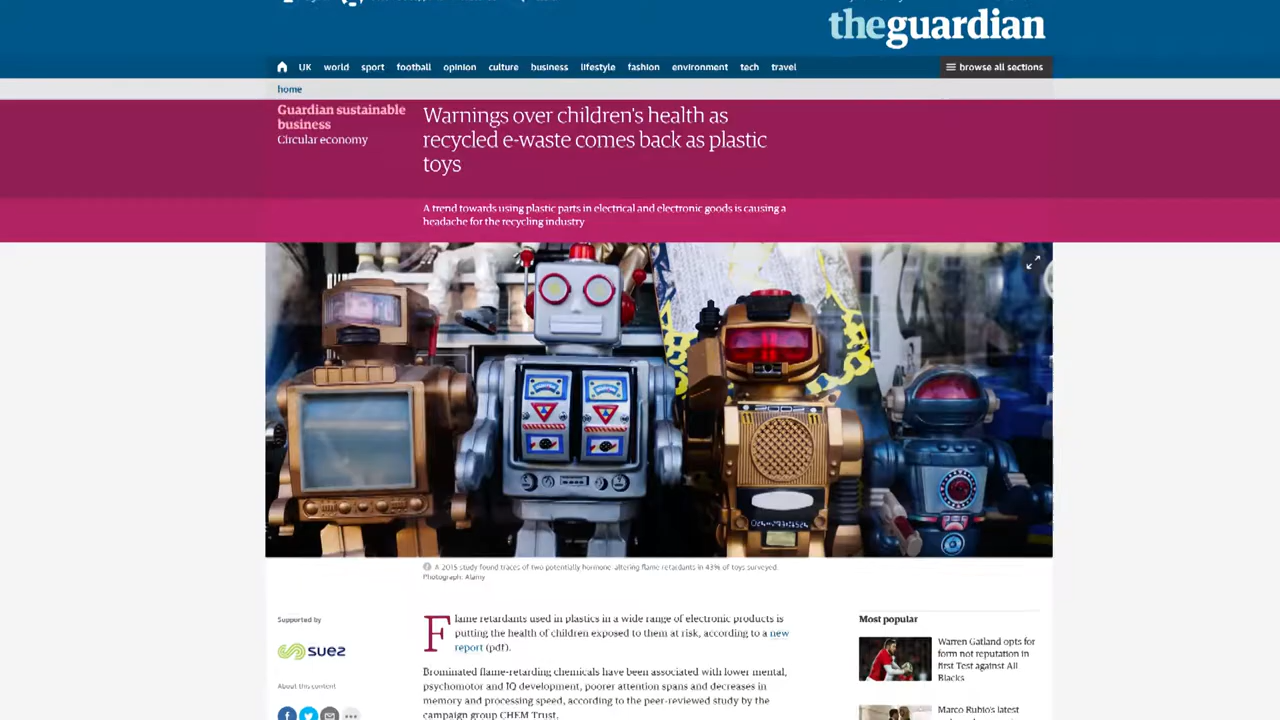 theguardian
UK world sport football opinion culture business lifestyle fashion environment tech travel
browse all sections
home
Guardian sustainable
business
Circular economy
Warnings over children's health as
recycled e-waste comes back as plastic
toys
A trend towards using plastic parts in electrical and electronic goods is causing a
headache for the recycling industry
A 2015 study found traces of two potentially hormone-altering flame retardants in 43% of toys surveyed.
Photograph: Alamy
Supported by
suez
About this content
Flame retardants used in plastics in a wide range of electronic products is
putting the health of children exposed to them at risk, according to a new
report (pdf).
Brominated flame-retarding chemicals have been associated with lower mental,
psychomotor and IQ development, poorer attention spans and decreases in
memory and processing speed, according to the peer-reviewed study by the
campaign group CHEM Trust.
Most popular
Warren Gatland opts for
form not reputation in
first Test against All
Blacks
Marco Rubio's latest